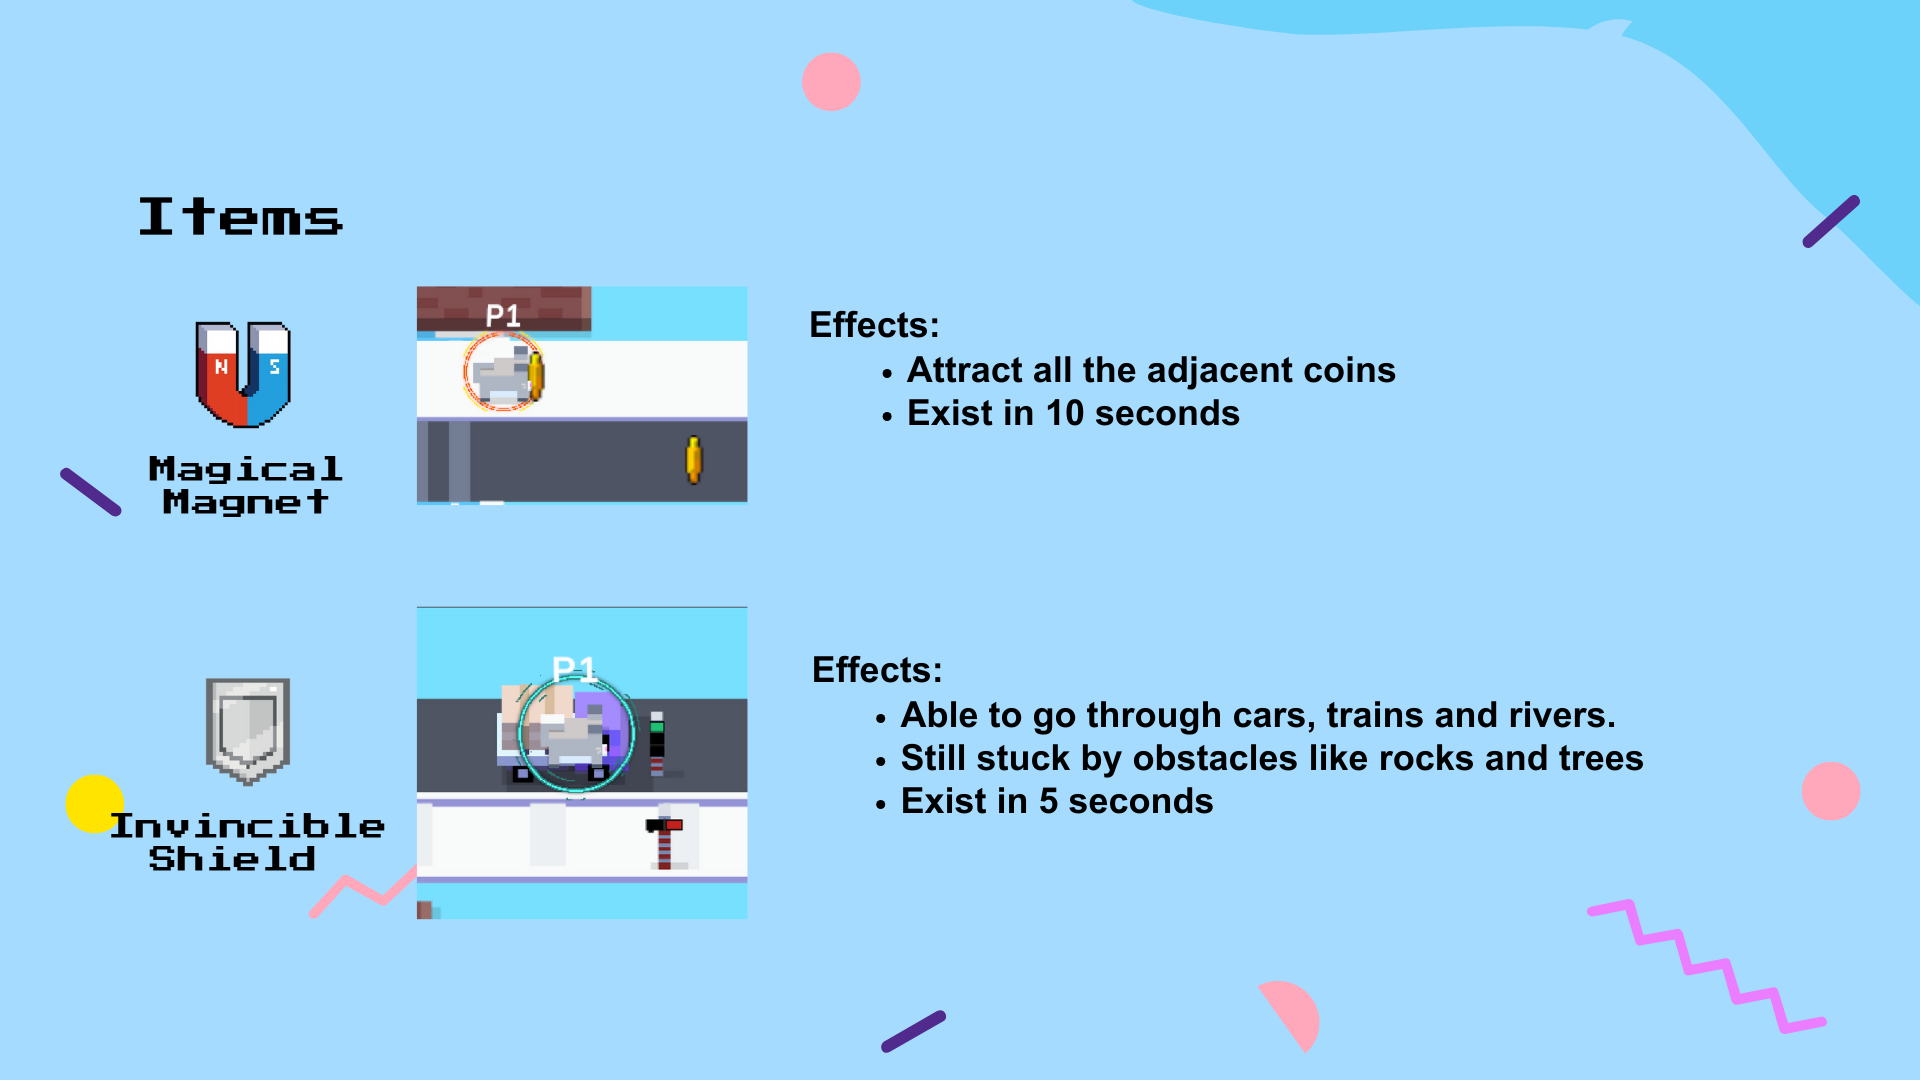 Items
N S
Magical
Magnet
P1
Effects:
• Attract all the adjacent coins
• Exist in 10 seconds
Invincible
Shield
P1
Effects:
• Able to go through cars, trains and rivers.
• Still stuck by obstacles like rocks and trees
• Exist in 5 seconds